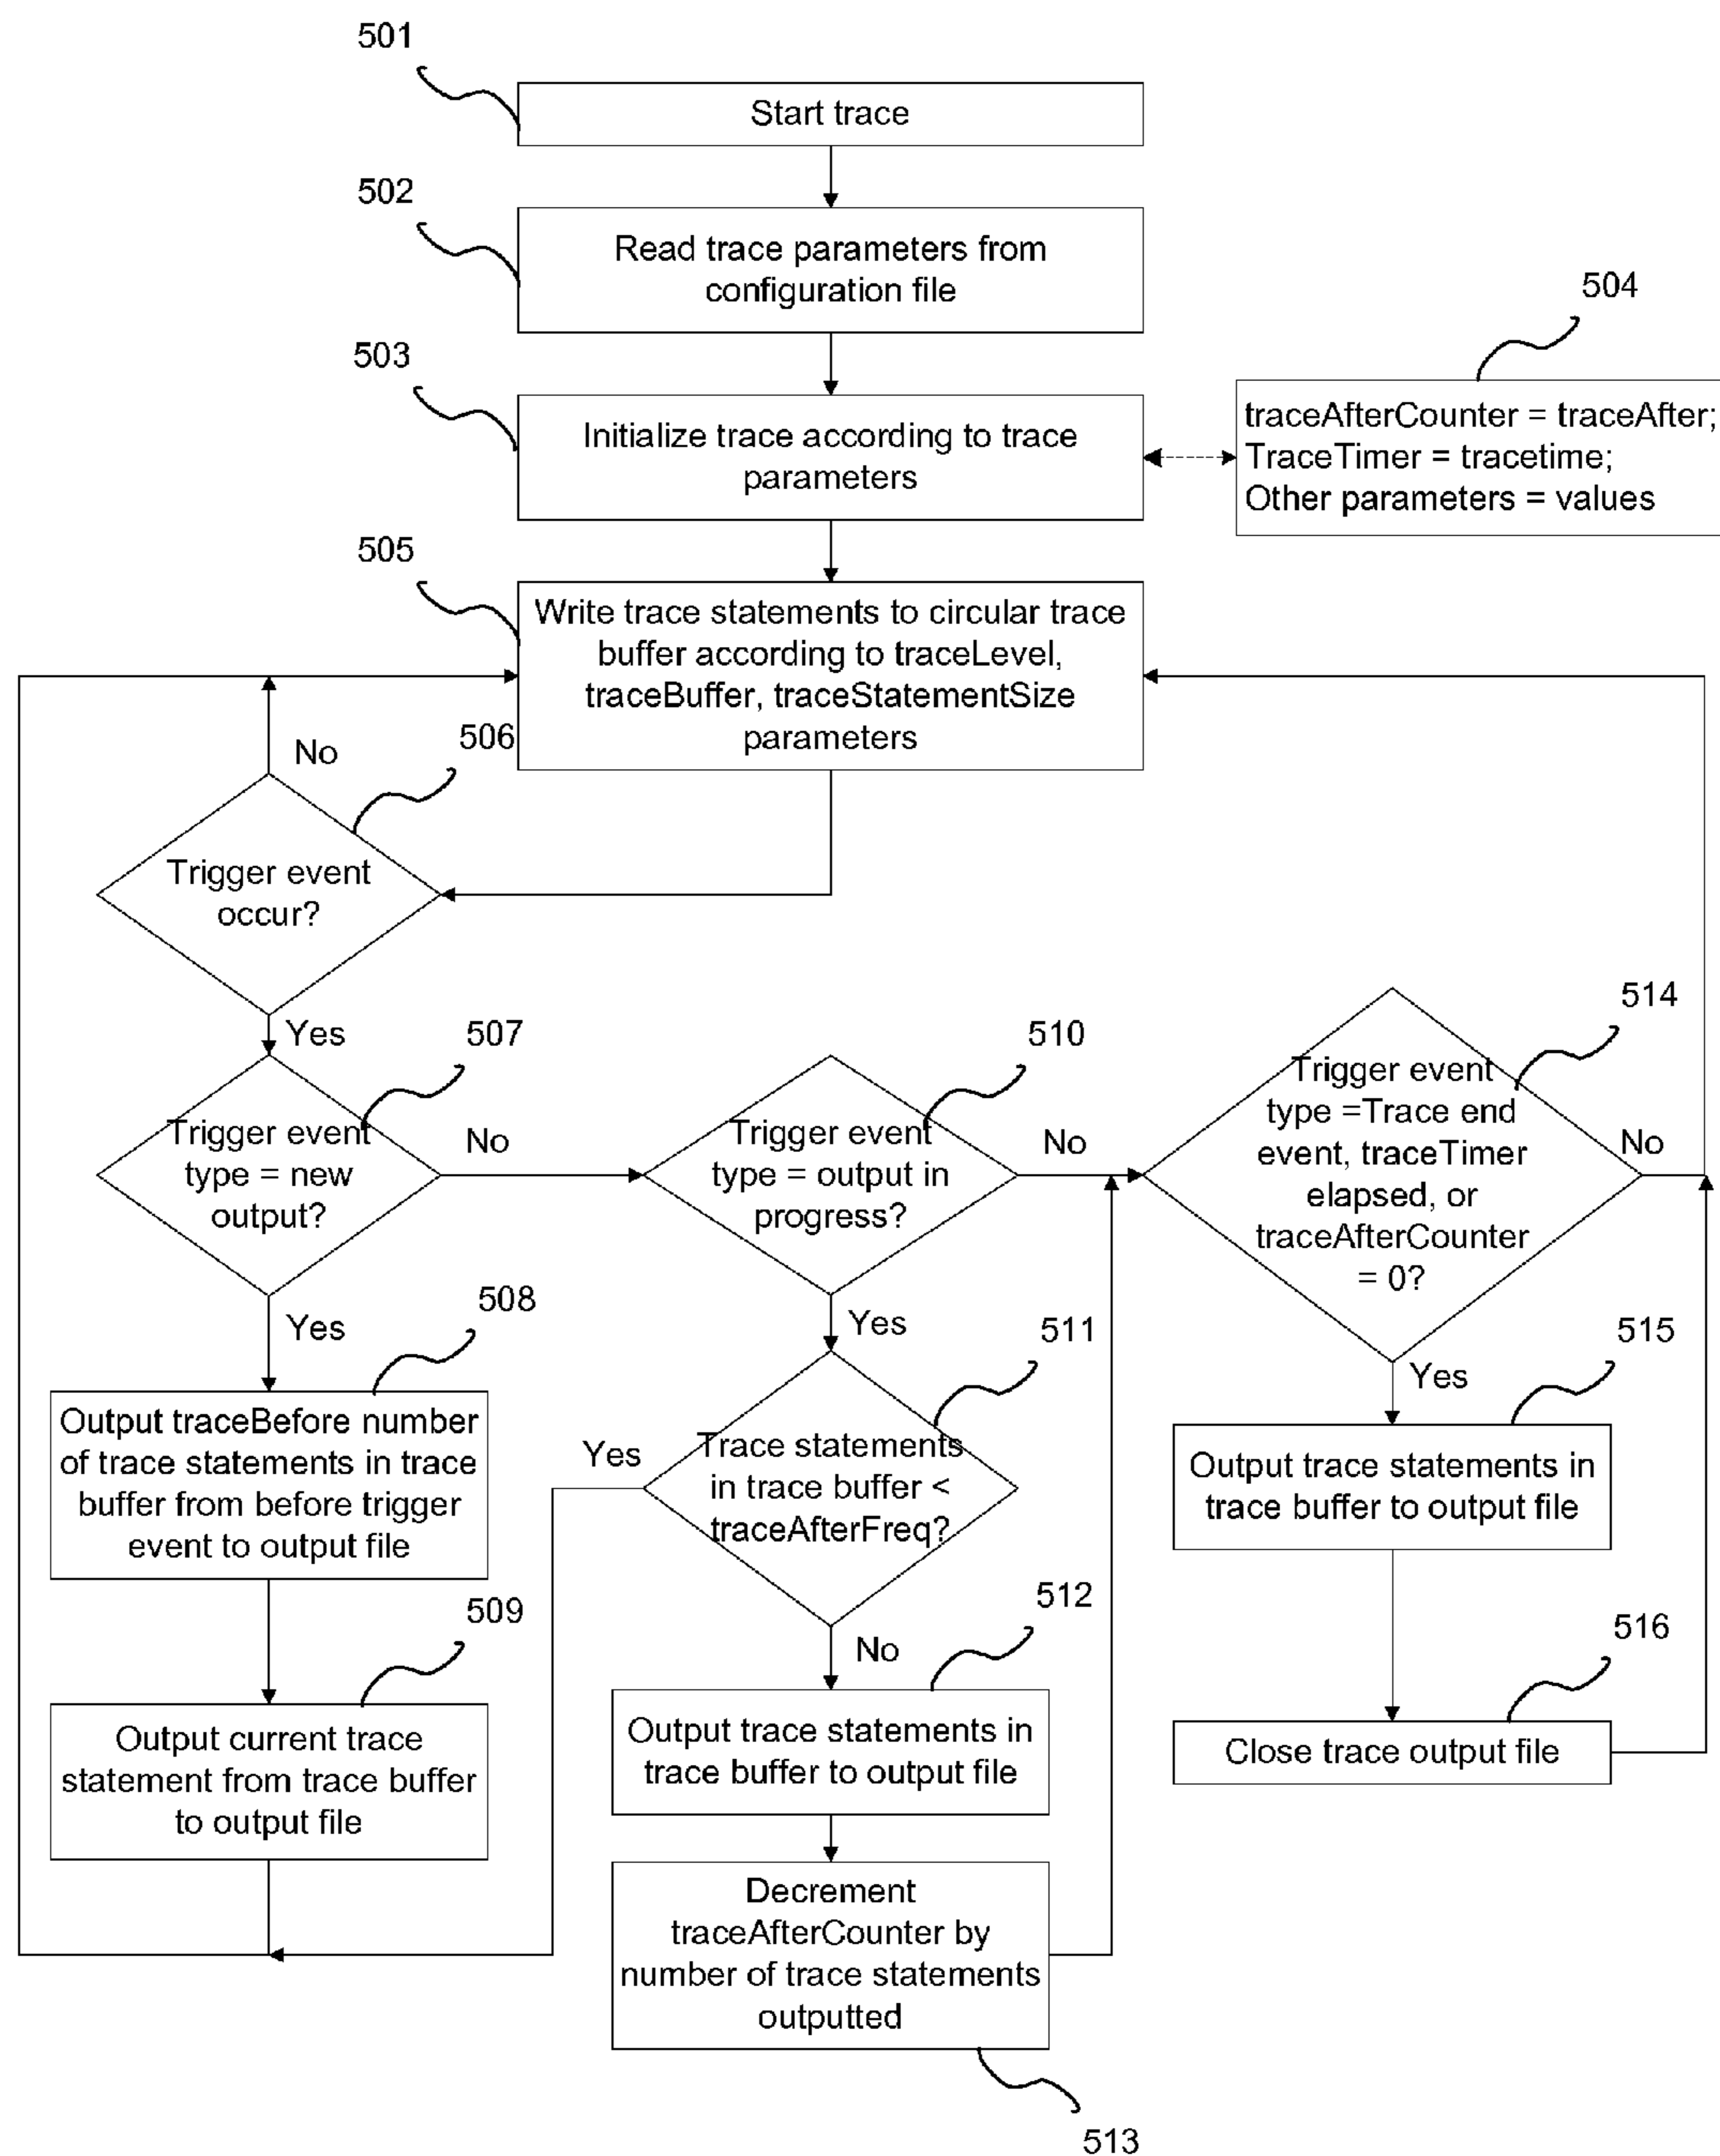 501
Start trace
502
Read trace parameters from
configuration file
503
Initialize trace according to trace
parameters
504
traceAfterCounter = traceAfter;
TraceTimer = tracetime;
Other parameters = values
505
Write trace statements to circular trace
buffer according to traceLevel,
traceBuffer, traceStatementSize
parameters
No
506
Trigger event
occur?
Yes
507
Trigger event
type = new
output?
No
Yes
508
Output traceBefore number
of trace statements in trace
buffer from before trigger
event to output file
509
Output current trace
statement from trace buffer
to output file
510
Trigger event
type = output in
progress?
No
Yes
511
Trace statements
in trace buffer <
traceAfterFreq?
Yes
No
512
Output trace statements in
trace buffer to output file
Decrement
traceAfterCounter by
number of trace statements
outputted
513
514
Trigger event
type =Trace end
event, traceTimer
elapsed, or
traceAfterCounter
= 0?
No
Yes
515
Output trace statements in
trace buffer to output file
516
Close trace output file